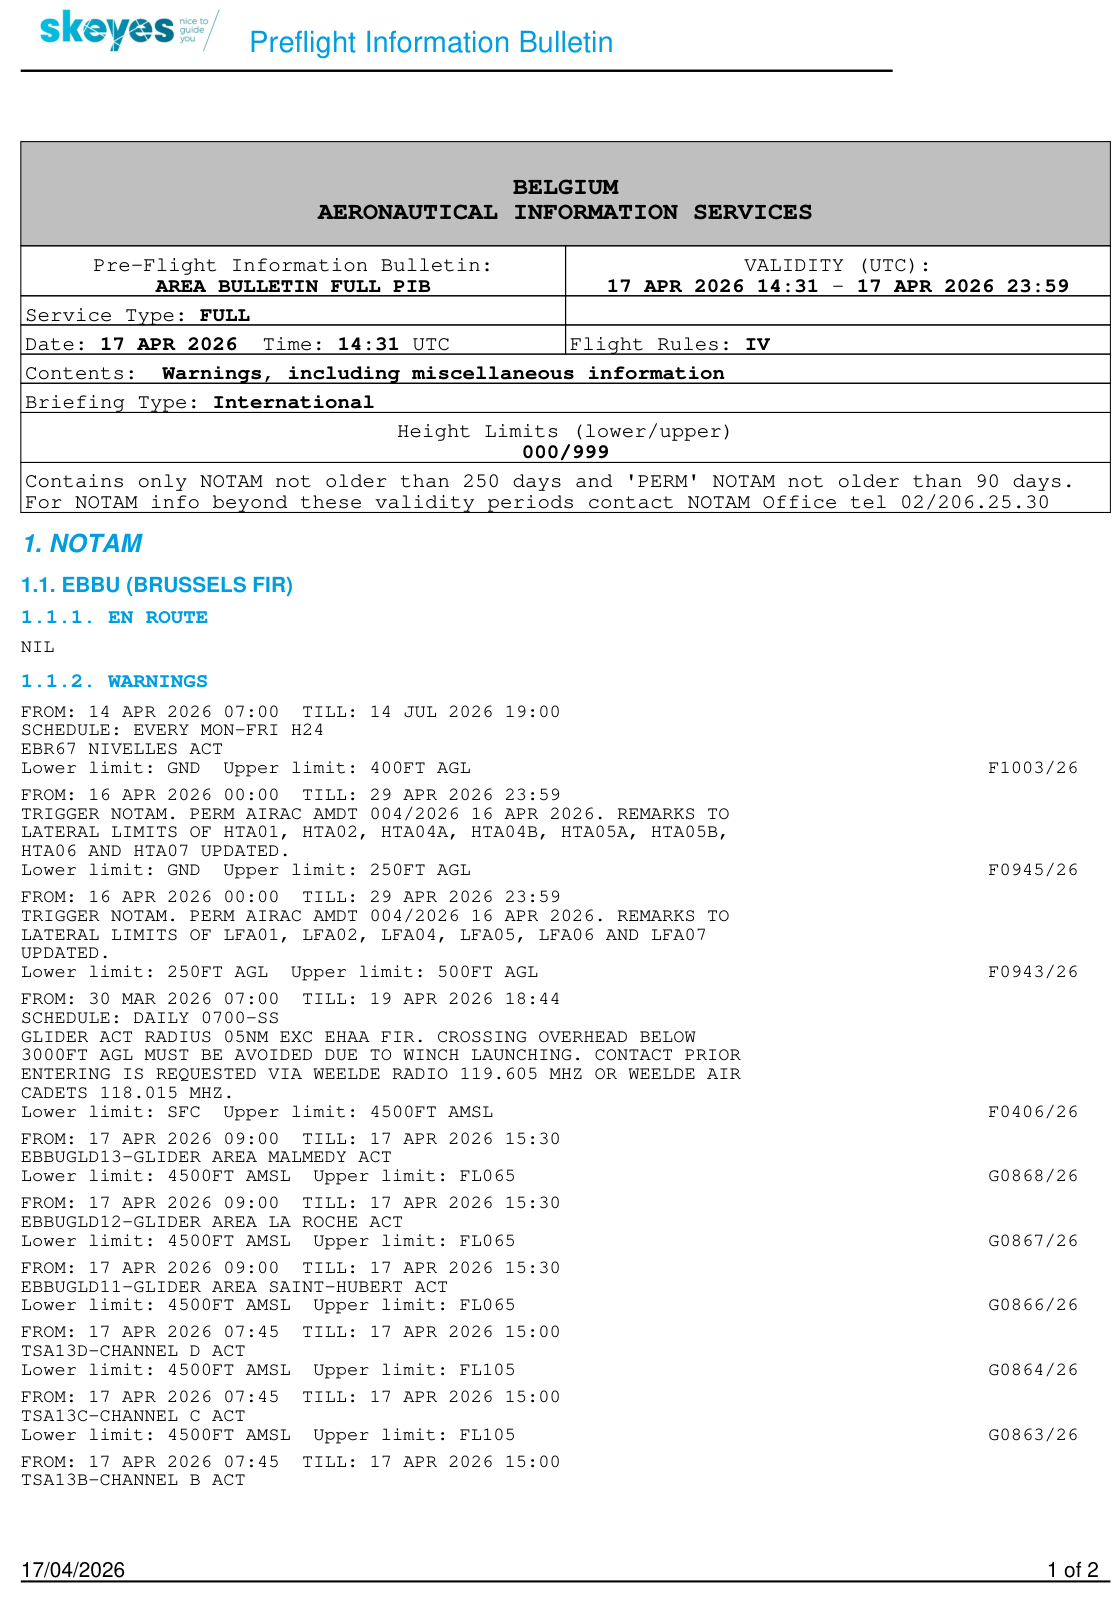 skeyes nice to guide you
Preflight Information Bulletin
BELGIUM
AERONAUTICAL INFORMATION SERVICES
Pre-Flight Information Bulletin:
AREA BULLETIN FULL PIB
VALIDITY (UTC):
17 APR 2026 14:31 - 17 APR 2026 23:59
Service Type: FULL
Date: 17 APR 2026  Time: 14:31 UTC
Flight Rules: IV
Contents:  Warnings, including miscellaneous information
Briefing Type: International
Height Limits (lower/upper)
000/999
Contains only NOTAM not older than 250 days and 'PERM' NOTAM not older than 90 days.
For NOTAM info beyond these validity periods contact NOTAM Office tel 02/206.25.30
1. NOTAM
1.1. EBBU (BRUSSELS FIR)
1.1.1. EN ROUTE
NIL
1.1.2. WARNINGS
FROM: 14 APR 2026 07:00  TILL: 14 JUL 2026 19:00
SCHEDULE: EVERY MON-FRI H24
EBR67 NIVELLES ACT
Lower limit: GND  Upper limit: 400FT AGL F1003/26
FROM: 16 APR 2026 00:00  TILL: 29 APR 2026 23:59
TRIGGER NOTAM. PERM AIRAC AMDT 004/2026 16 APR 2026. REMARKS TO
LATERAL LIMITS OF HTA01, HTA02, HTA04A, HTA04B, HTA05A, HTA05B,
HTA06 AND HTA07 UPDATED.
Lower limit: GND  Upper limit: 250FT AGL F0945/26
FROM: 16 APR 2026 00:00  TILL: 29 APR 2026 23:59
TRIGGER NOTAM. PERM AIRAC AMDT 004/2026 16 APR 2026. REMARKS TO
LATERAL LIMITS OF LFA01, LFA02, LFA04, LFA05, LFA06 AND LFA07
UPDATED.
Lower limit: 250FT AGL  Upper limit: 500FT AGL F0943/26
FROM: 30 MAR 2026 07:00  TILL: 19 APR 2026 18:44
SCHEDULE: DAILY 0700-SS
GLIDER ACT RADIUS 05NM EXC EHAA FIR. CROSSING OVERHEAD BELOW
3000FT AGL MUST BE AVOIDED DUE TO WINCH LAUNCHING. CONTACT PRIOR
ENTERING IS REQUESTED VIA WEELDE RADIO 119.605 MHZ OR WEELDE AIR
CADETS 118.015 MHZ.
Lower limit: SFC  Upper limit: 4500FT AMSL F0406/26
FROM: 17 APR 2026 09:00  TILL: 17 APR 2026 15:30
EBBUGLD13-GLIDER AREA MALMEDY ACT
Lower limit: 4500FT AMSL  Upper limit: FL065 G0868/26
FROM: 17 APR 2026 09:00  TILL: 17 APR 2026 15:30
EBBUGLD12-GLIDER AREA LA ROCHE ACT
Lower limit: 4500FT AMSL  Upper limit: FL065 G0867/26
FROM: 17 APR 2026 09:00  TILL: 17 APR 2026 15:30
EBBUGLD11-GLIDER AREA SAINT-HUBERT ACT
Lower limit: 4500FT AMSL  Upper limit: FL065 G0866/26
FROM: 17 APR 2026 07:45  TILL: 17 APR 2026 15:00
TSA13D-CHANNEL D ACT
Lower limit: 4500FT AMSL  Upper limit: FL105 G0864/26
FROM: 17 APR 2026 07:45  TILL: 17 APR 2026 15:00
TSA13C-CHANNEL C ACT
Lower limit: 4500FT AMSL  Upper limit: FL105 G0863/26
FROM: 17 APR 2026 07:45  TILL: 17 APR 2026 15:00
TSA13B-CHANNEL B ACT
17/04/2026 1 of 2